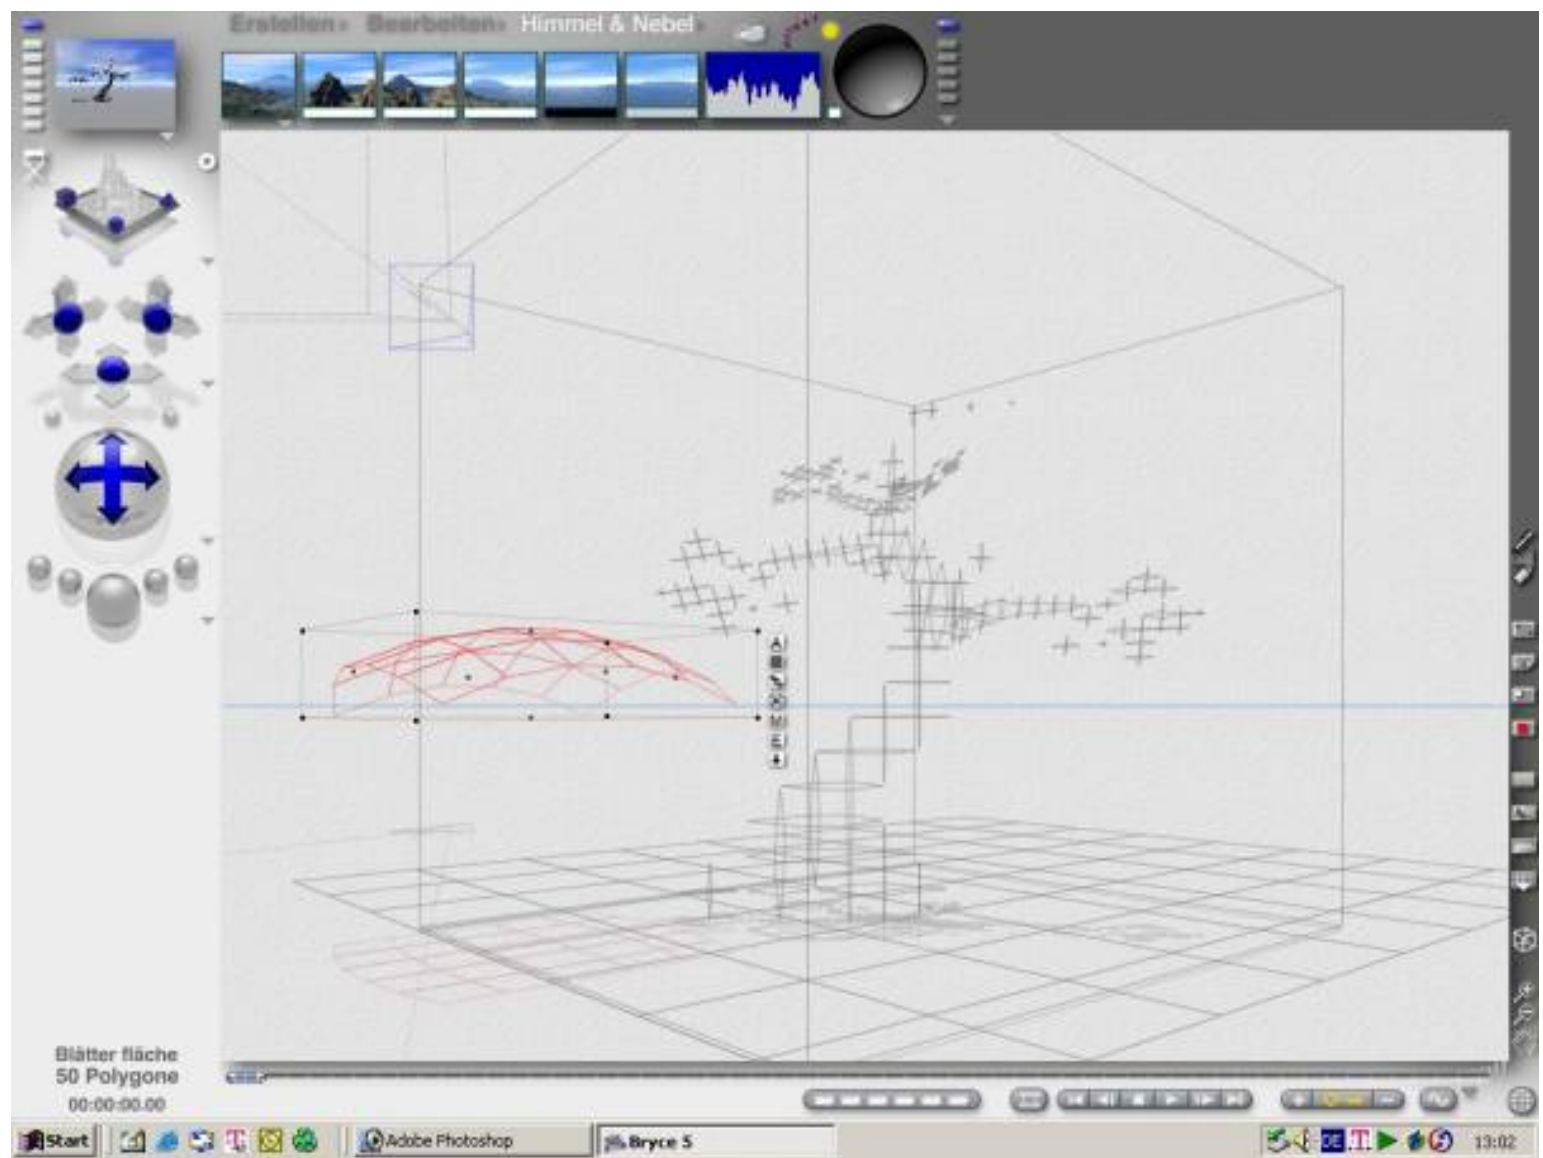 Erstellen Bearbeiten Himmel & Nebel
A
M
E
Blätter fläche
50 Polygone
00:00:00.00
Start Adobe Photoshop Bryce 5 DE T 13:02